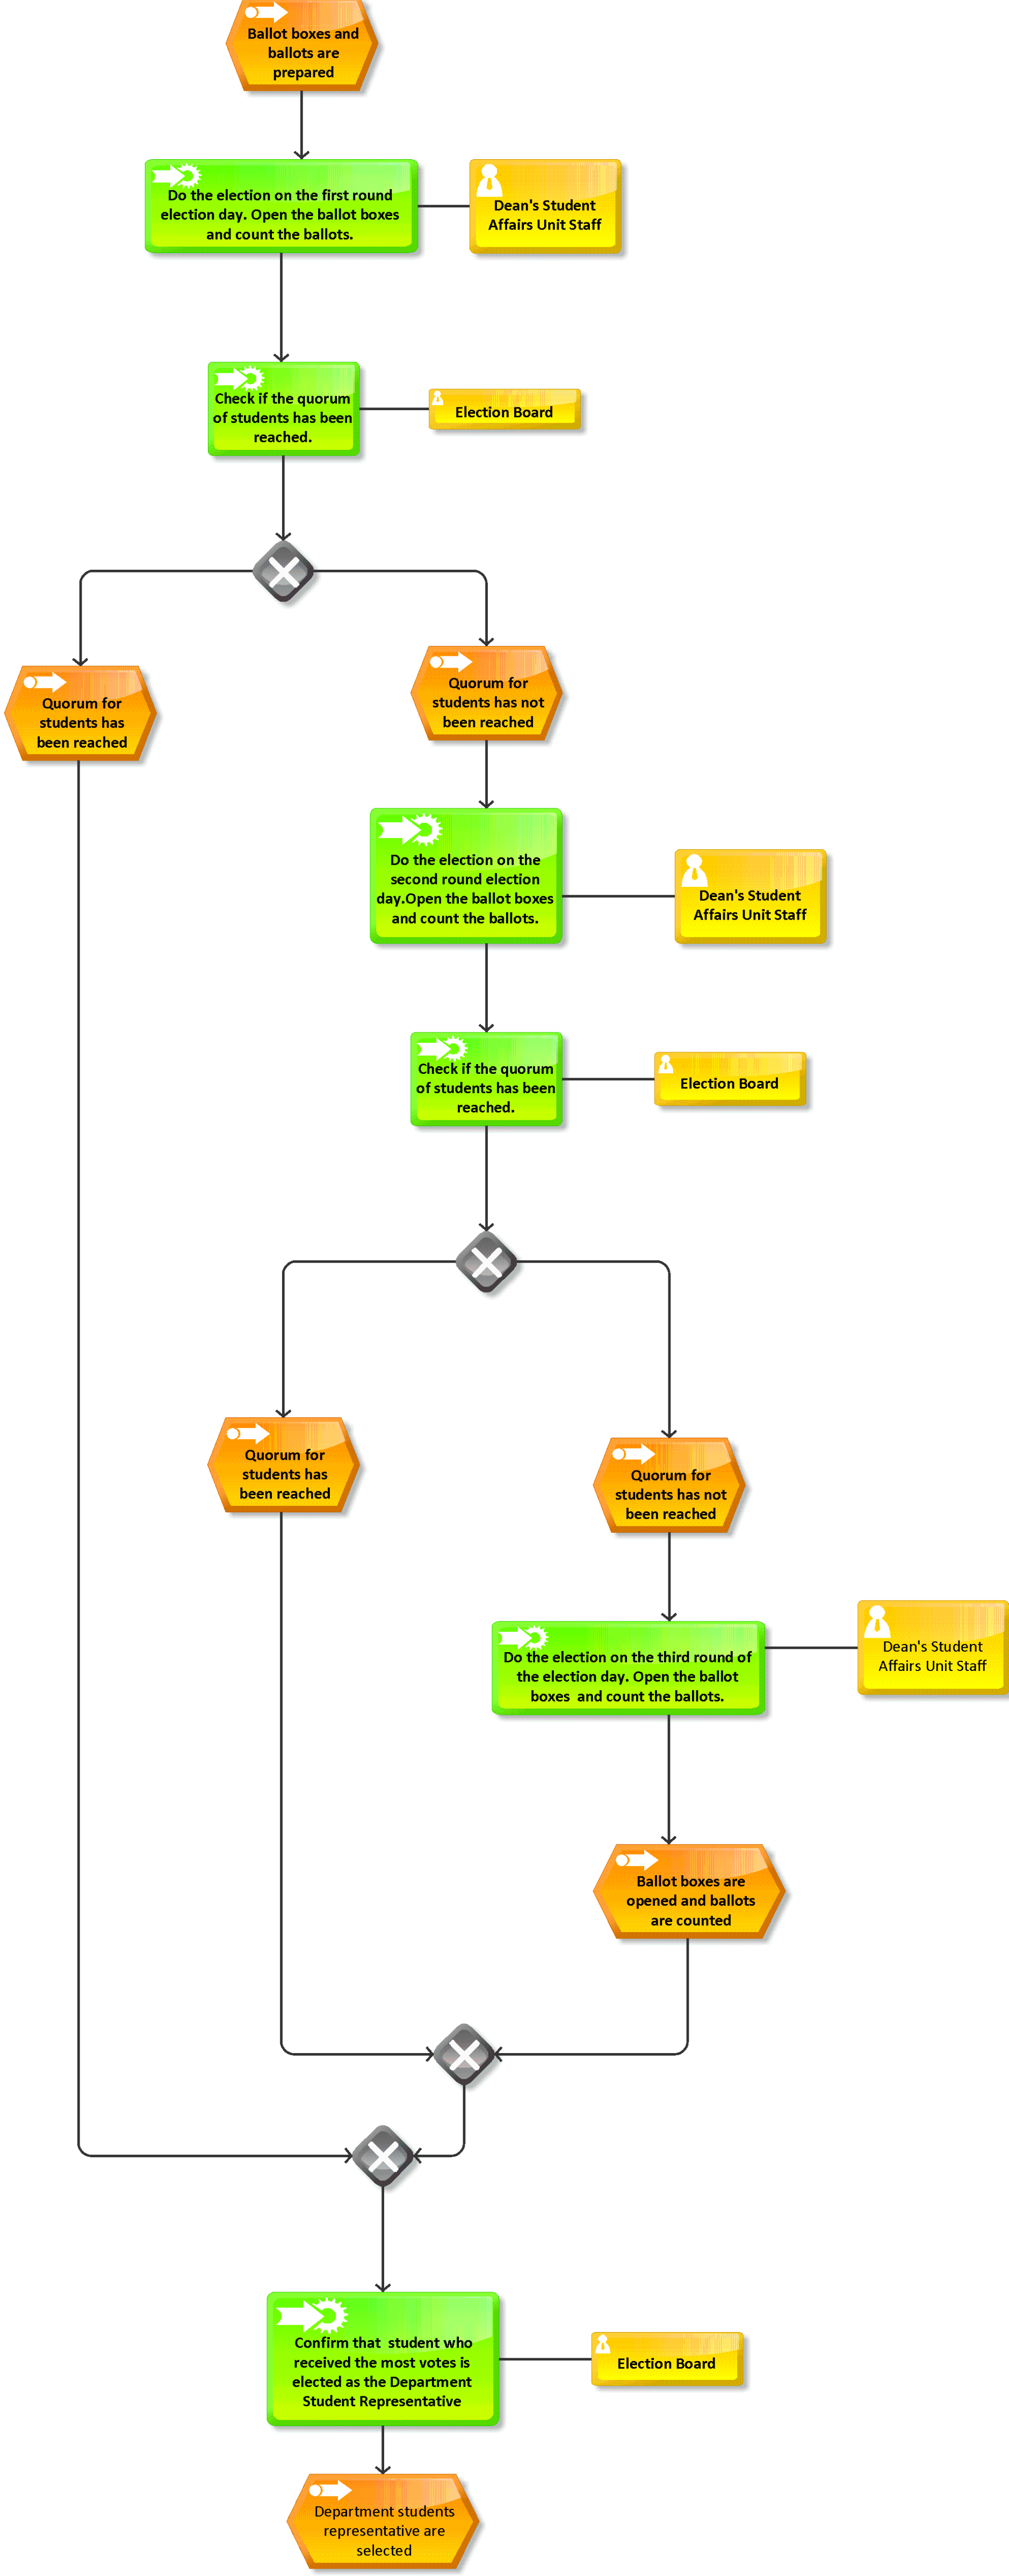 Ballot boxes and
ballots are
prepared
Do the election on the first round
election day. Open the ballot boxes
and count the ballots.
Dean's Student
Affairs Unit Staff
Check if the quorum
of students has been
reached.
Election Board
Quorum for
students has
been reached
Quorum for
students has not
been reached
Do the election on the
second round election
day.Open the ballot boxes
and count the ballots.
Dean's Student
Affairs Unit Staff
Check if the quorum
of students has been
reached.
Election Board
Quorum for
students has
been reached
Quorum for
students has not
been reached
Do the election on the third round of
the election day. Open the ballot
boxes  and count the ballots.
Dean's Student
Affairs Unit Staff
Ballot boxes are
opened and ballots
are counted
Confirm that  student who
received the most votes is
elected as the Department
Student Representative
Election Board
Department students
representative are
selected